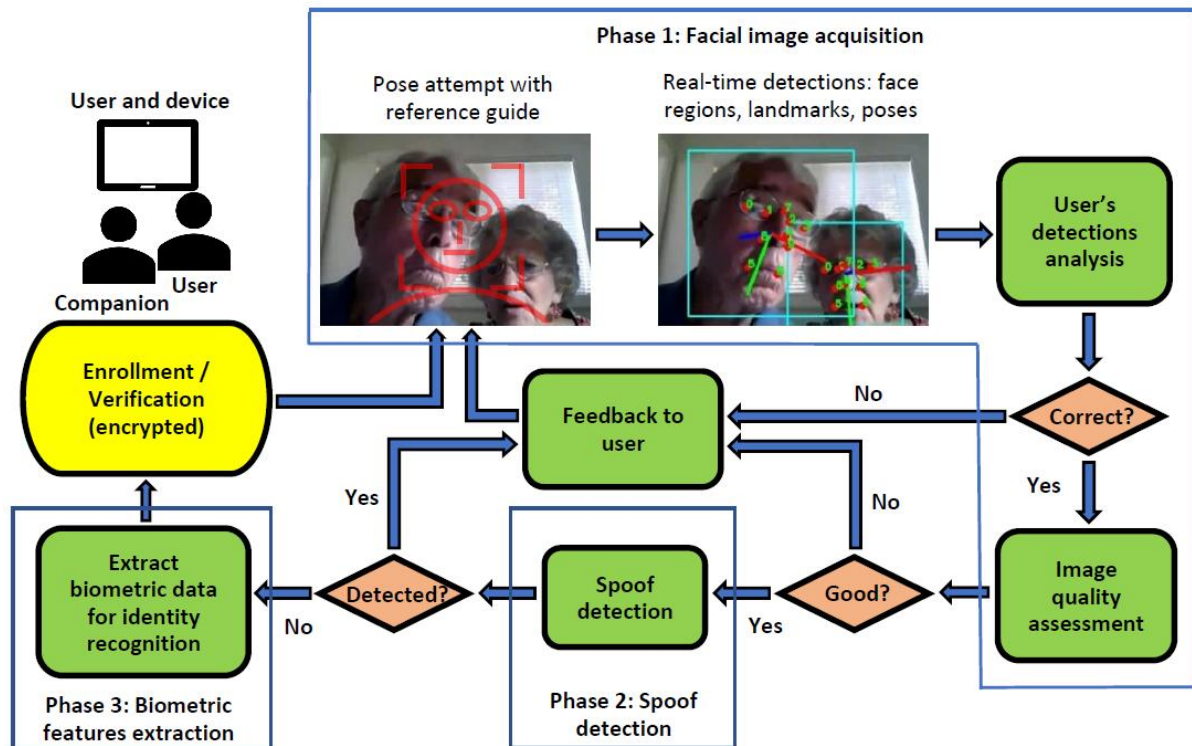 Phase 1: Facial image acquisition
User and device
Companion
User
Pose attempt with
reference guide
Real-time detections: face
regions, landmarks, poses
User's
detections
analysis
Enrollment /
Verification
(encrypted)
Feedback to
user
No
Correct?
Yes
Yes
No
Extract
biometric data
for identity
recognition
No
Detected?
Spoof
detection
Yes
Good?
Image
quality
assessment
Phase 3: Biometric
features extraction
Phase 2: Spoof
detection